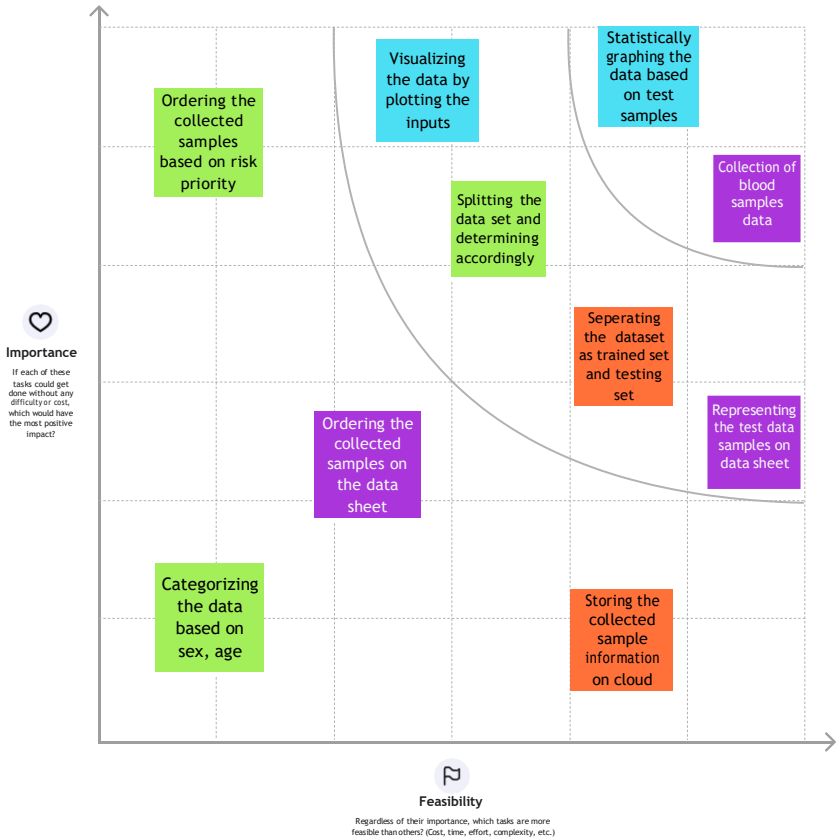 Visualizing
the data by
plotting the
inputs
Statistically
graphing the
data based
on test
samples
Ordering the
collected
samples
based on risk
priority
Collection of
blood
samples
data
Splitting the
data set and
determining
accordingly
Seperating
the dataset
as trained set
and testing
set
Importance
If each of these
tasks could get
done without any
difficulty or cost,
which would have
the most positive
impact?
Representing
the test data
samples on
data sheet
Ordering the
collected
samples on
the data
sheet
Categorizing
the data
based on
sex, age
Storing the
collected
sample
information
on cloud
Feasibility
Regardless of their importance, which tasks are more
feasible than others? (Cost, time, effort, complexity, etc.)